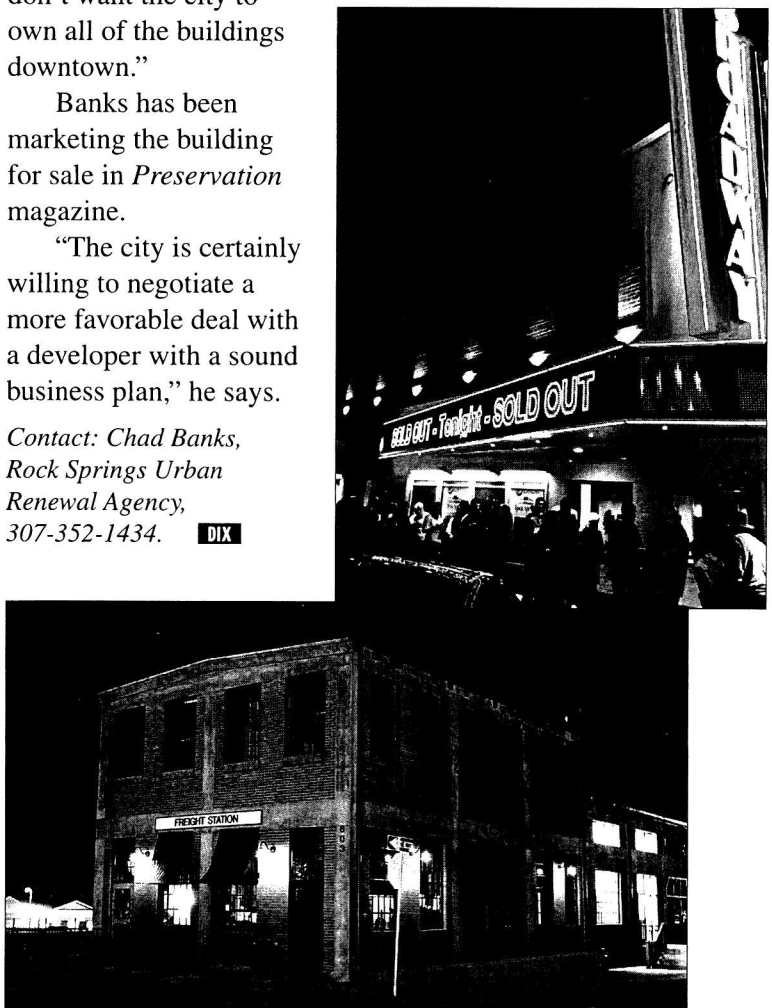 don't want the city to
own all of the buildings
downtown.”
Banks has been
marketing the building
for sale in Preservation
magazine.
“The city is certainly
willing to negotiate a
more favorable deal with
a developer with a sound
business plan,” he says.
Contact: Chad Banks,
Rock Springs Urban
Renewal Agency,
307-352-1434. DIX
BROADWAY
SOLD OUT - Tonight - SOLD OUT
FREIGHT STATION
603